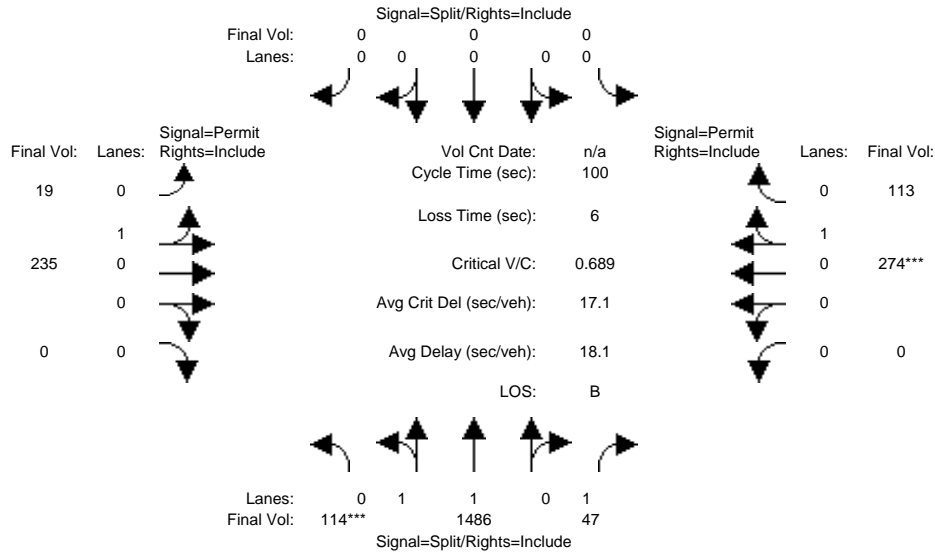 Signal=Split/Rights=Include
Final Vol: 0 0 0
Lanes: 0 0 0 0 0
Signal=Permit
Final Vol: Lanes: Rights=Include
Vol Cnt Date: n/a
Signal=Permit
Rights=Include Lanes: Final Vol:
Cycle Time (sec): 100
19 0
0 113
Loss Time (sec): 6
1
1
235 0
Critical V/C: 0.689
0 274***
0
Avg Crit Del (sec/veh): 17.1
0
0 0
Avg Delay (sec/veh): 18.1
0 0
LOS: B
Lanes: 0 1 1 0 1
Final Vol: 114*** 1486 47
Signal=Split/Rights=Include